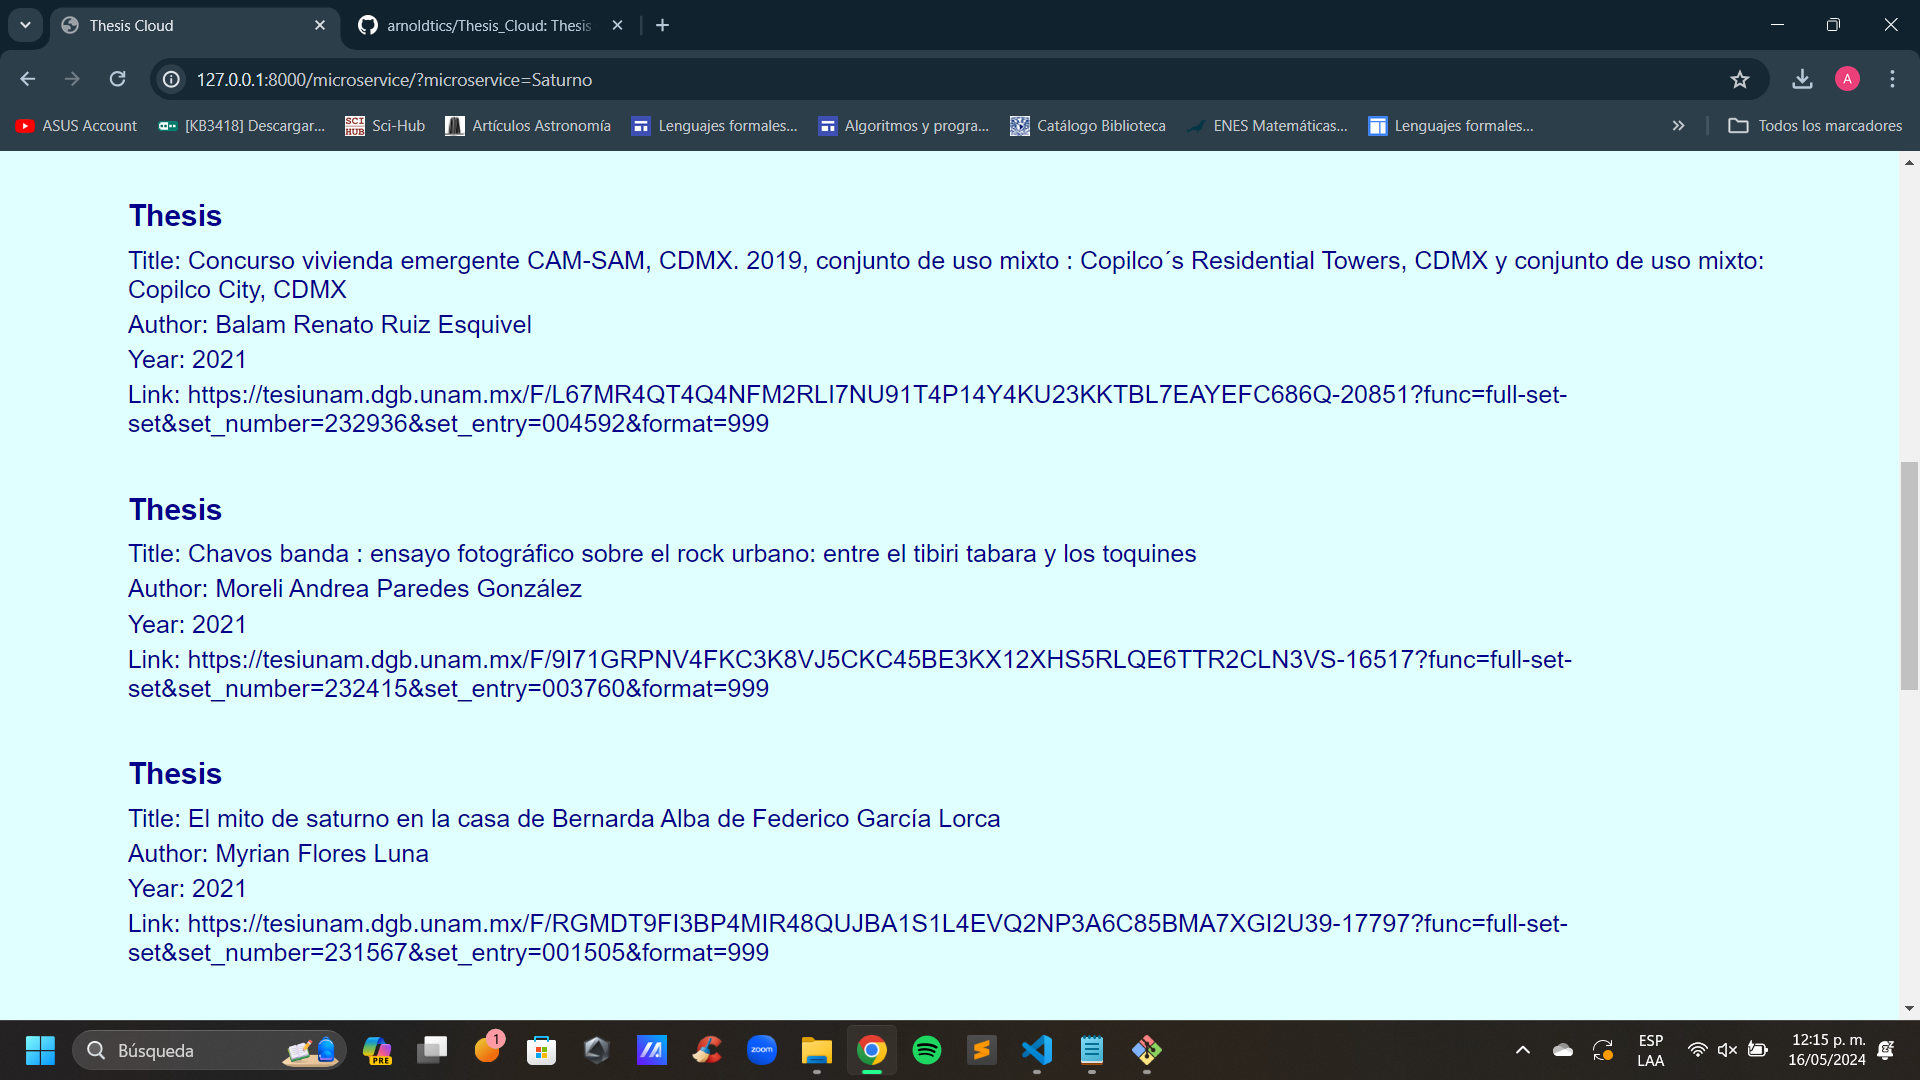 Thesis Cloud
arnoldtics/Thesis_Cloud: Thesis
127.0.0.1:8000/microservice/?microservice=Saturno
A
ASUS Account
[KB3418] Descargar...
SCI HUB
Sci-Hub
Artículos Astronomía
Lenguajes formales...
Algoritmos y progra...
Catálogo Biblioteca
ENES Matemáticas...
Lenguajes formales...
Todos los marcadores
Thesis
Title: Concurso vivienda emergente CAM-SAM, CDMX. 2019, conjunto de uso mixto : Copilco´s Residential Towers, CDMX y conjunto de uso mixto:
Copilco City, CDMX
Author: Balam Renato Ruiz Esquivel
Year: 2021
Link: https://tesiunam.dgb.unam.mx/F/L67MR4QT4Q4NFM2RLI7NU91T4P14Y4KU23KKTBL7EAYEFC686Q-20851?func=full-set-
set&set_number=232936&set_entry=004592&format=999
Thesis
Title: Chavos banda : ensayo fotográfico sobre el rock urbano: entre el tibiri tabara y los toquines
Author: Moreli Andrea Paredes González
Year: 2021
Link: https://tesiunam.dgb.unam.mx/F/9I71GRPNV4FKC3K8VJ5CKC45BE3KX12XHS5RLQE6TTR2CLN3VS-16517?func=full-set-
set&set_number=232415&set_entry=003760&format=999
Thesis
Title: El mito de saturno en la casa de Bernarda Alba de Federico García Lorca
Author: Myrian Flores Luna
Year: 2021
Link: https://tesiunam.dgb.unam.mx/F/RGMDT9FI3BP4MIR48QUJBA1S1L4EVQ2NP3A6C85BMA7XGI2U39-17797?func=full-set-
set&set_number=231567&set_entry=001505&format=999
Búsqueda
PRE
1
zoom
ESP
LAA
12:15 p. m.
16/05/2024